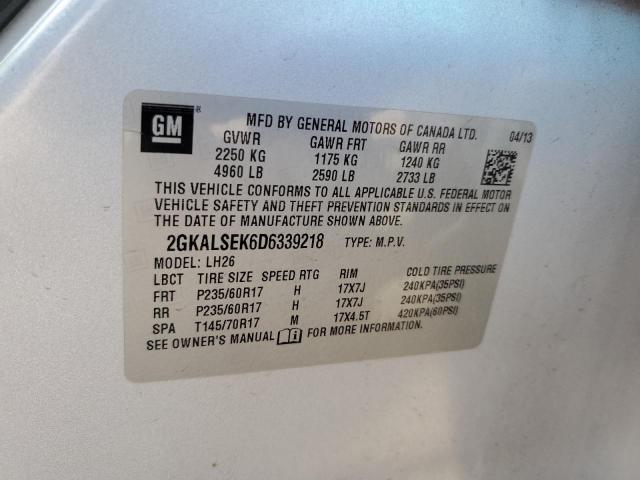 GM
®
MFD BY GENERAL MOTORS OF CANADA LTD. 04/13
GVWR GAWR FRT GAWR RR
2250 KG 1175 KG 1240 KG
4960 LB 2590 LB 2733 LB
THIS VEHICLE CONFORMS TO ALL APPLICABLE U.S. FEDERAL MOTOR
VEHICLE SAFETY AND THEFT PREVENTION STANDARDS IN EFFECT ON
THE DATE OF MANUFACTURE SHOWN ABOVE.
2GKALSEK6D6339218 TYPE: M.P.V.
MODEL: LH26
LBCT TIRE SIZE SPEED RTG RIM COLD TIRE PRESSURE
FRT P235/60R17 H 17X7J 240KPA(35PSI)
RR P235/60R17 H 17X7J 240KPA(35PSI)
SPA T145/70R17 M 17X4.5T 420KPA(60PSI)
SEE OWNER'S MANUAL FOR MORE INFORMATION.